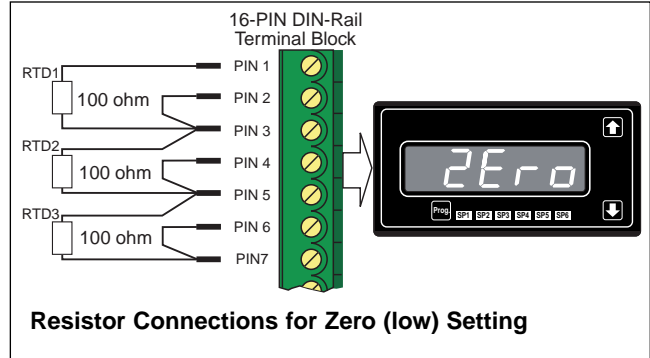 16-PIN DIN-Rail
Terminal Block
RTD1
100 ohm
PIN 1
PIN 2
PIN 3
RTD2
100 ohm
PIN 4
PIN 5
RTD3
100 ohm
PIN 6
PIN7
2Ero
Prog.
SP1 SP2 SP3 SP4 SP5 SP6
Resistor Connections for Zero (low) Setting